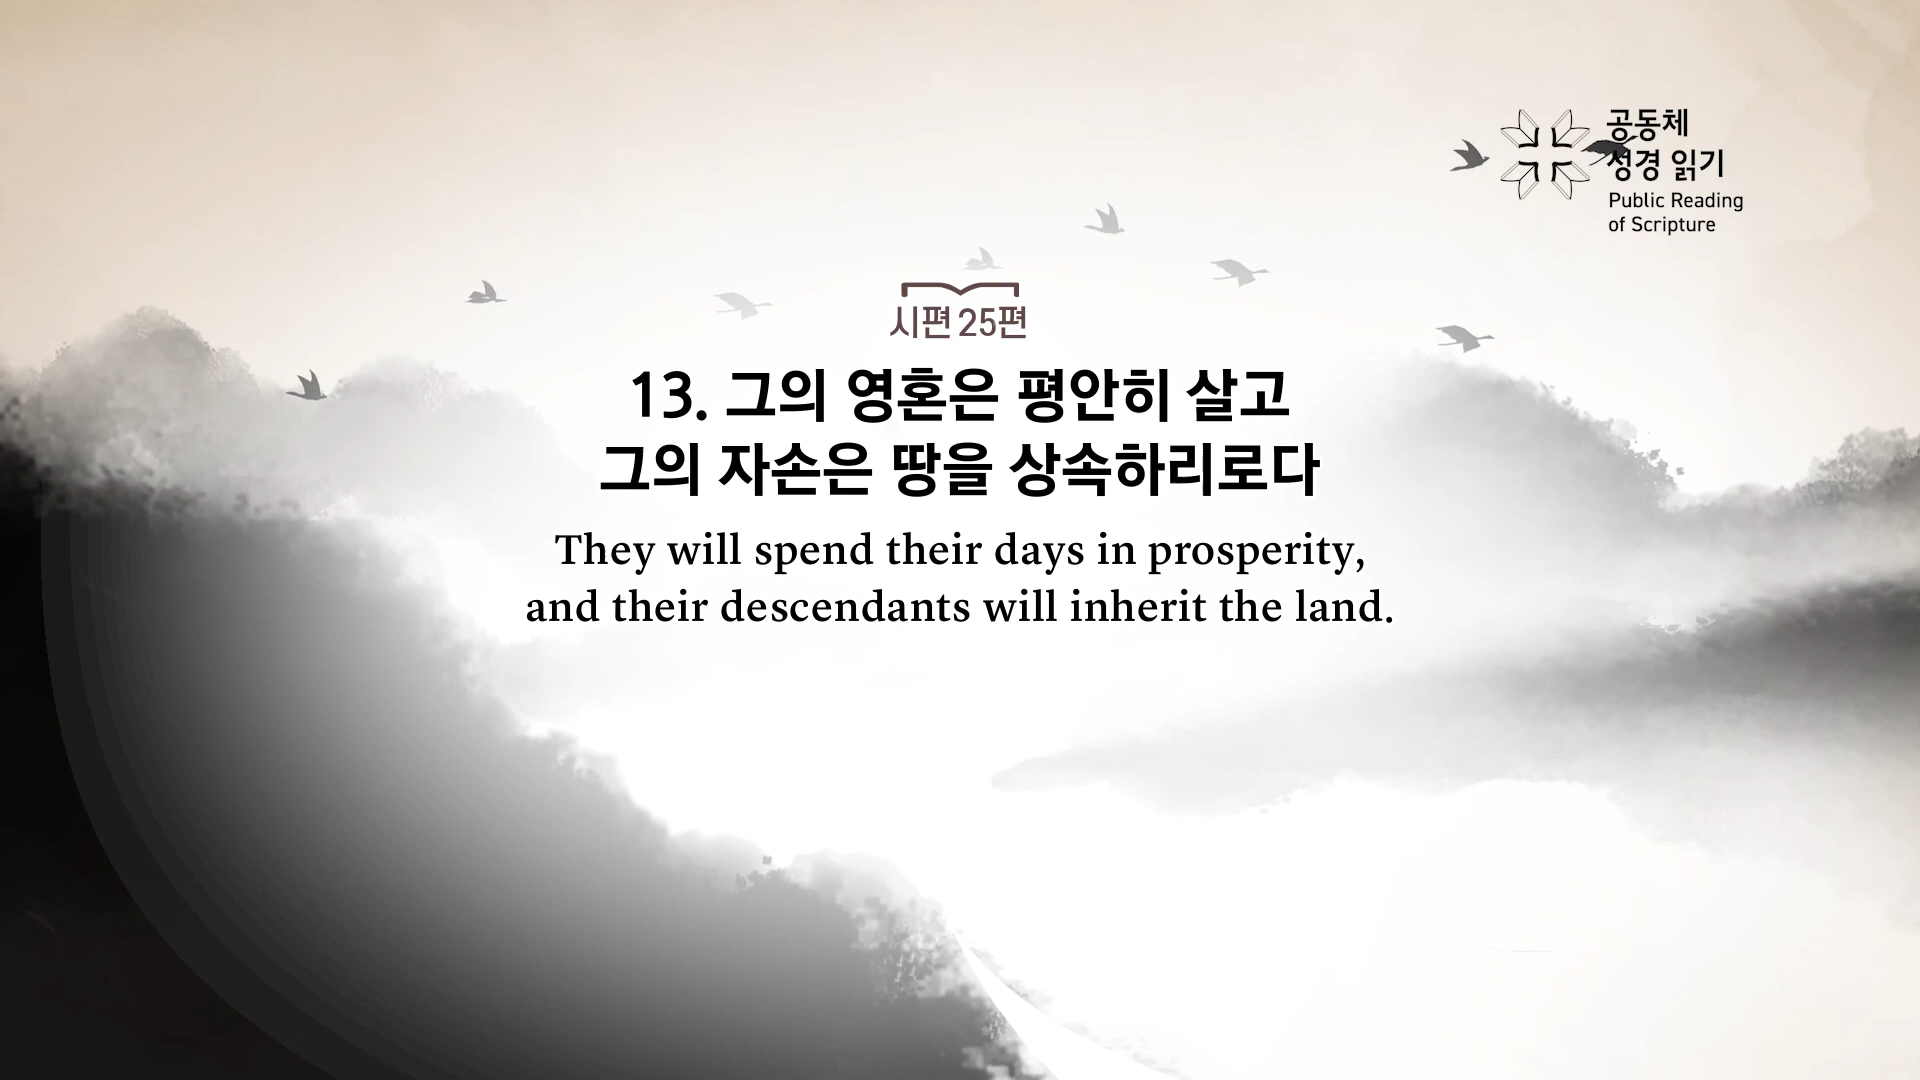 공동체
성경 읽기
Public Reading
of Scripture
시편 25편
13. 그의 영혼은 평안히 살고
그의 자손은 땅을 상속하리로다
They will spend their days in prosperity,
and their descendants will inherit the land.